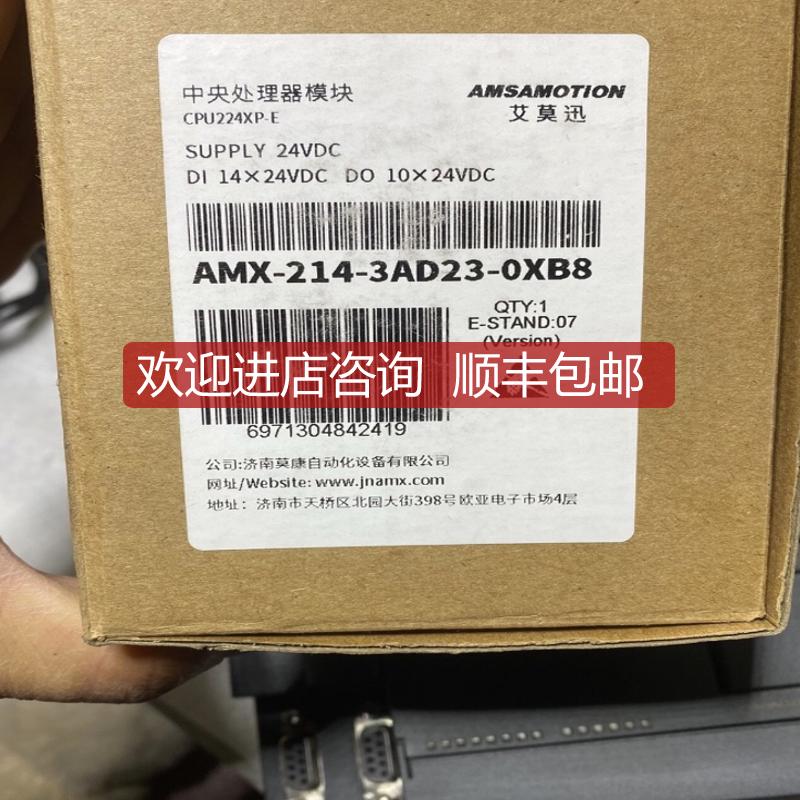 中央处理器模块
AMSAMOTION
CPU224XP-E
艾莫迅
SUPPLY 24VDC
DI 14×24VDC DO 10×24VDC
AMX-214-3AD23-0XB8
QTY:1
E-STAND:07
(Version)
欢迎进店咨询 顺丰包邮
6971304842419
公司:济南莫康自动化设备有限公司
网址/Website: www.jnamx.com
地址: 济南市天桥区北园大街398号欧亚电子市场4层